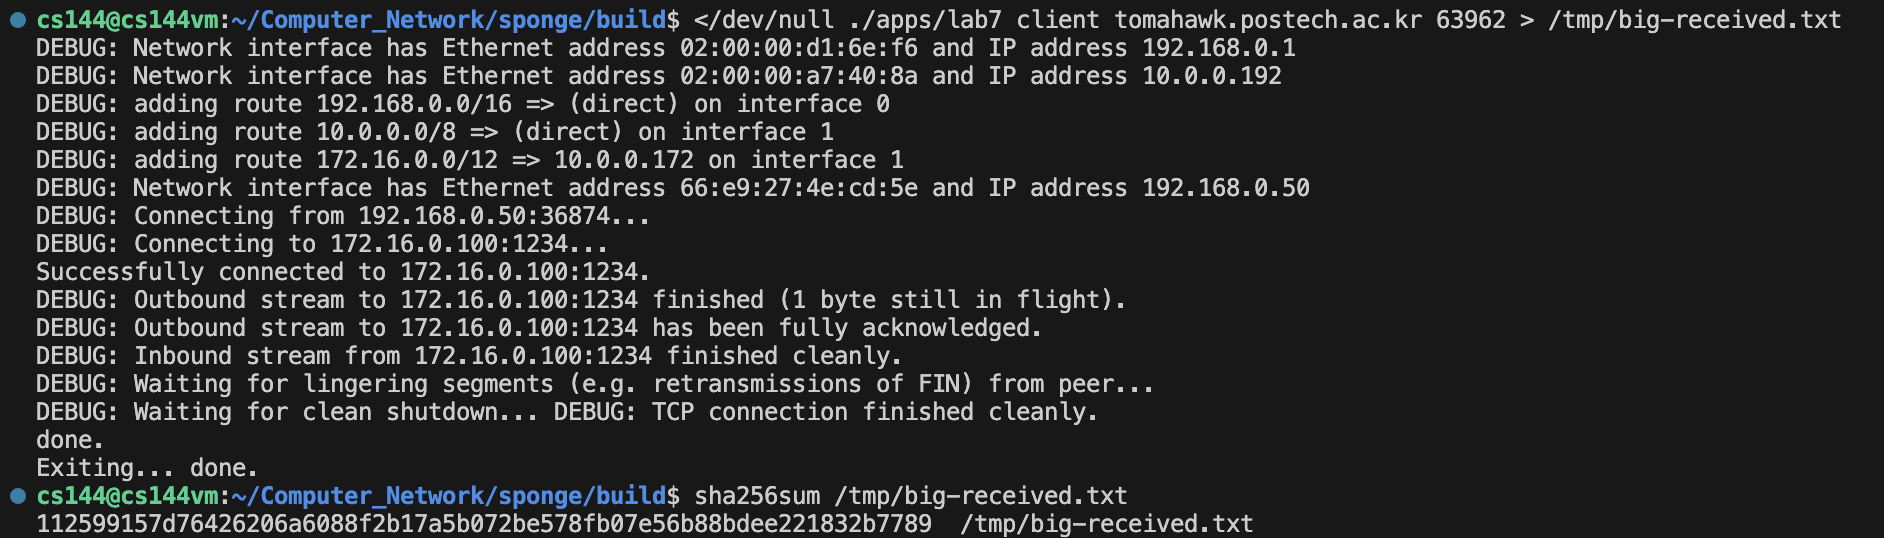 cs144@cs144vm:~/Computer_Network/sponge/build$ </dev/null ./apps/lab7 client tomahawk.postech.ac.kr 63962 > /tmp/big-received.txt
DEBUG: Network interface has Ethernet address 02:00:00:d1:6e:f6 and IP address 192.168.0.1
DEBUG: Network interface has Ethernet address 02:00:00:a7:40:8a and IP address 10.0.0.192
DEBUG: adding route 192.168.0.0/16 => (direct) on interface 0
DEBUG: adding route 10.0.0.0/8 => (direct) on interface 1
DEBUG: adding route 172.16.0.0/12 => 10.0.0.172 on interface 1
DEBUG: Network interface has Ethernet address 66:e9:27:4e:cd:5e and IP address 192.168.0.50
DEBUG: Connecting from 192.168.0.50:36874...
DEBUG: Connecting to 172.16.0.100:1234...
Successfully connected to 172.16.0.100:1234.
DEBUG: Outbound stream to 172.16.0.100:1234 finished (1 byte still in flight).
DEBUG: Outbound stream to 172.16.0.100:1234 has been fully acknowledged.
DEBUG: Inbound stream from 172.16.0.100:1234 finished cleanly.
DEBUG: Waiting for lingering segments (e.g. retransmissions of FIN) from peer...
DEBUG: Waiting for clean shutdown... DEBUG: TCP connection finished cleanly.
done.
Exiting... done.
cs144@cs144vm:~/Computer_Network/sponge/build$ sha256sum /tmp/big-received.txt
112599157d76426206a6088f2b17a5b072be578fb07e56b88bdee221832b7789  /tmp/big-received.txt